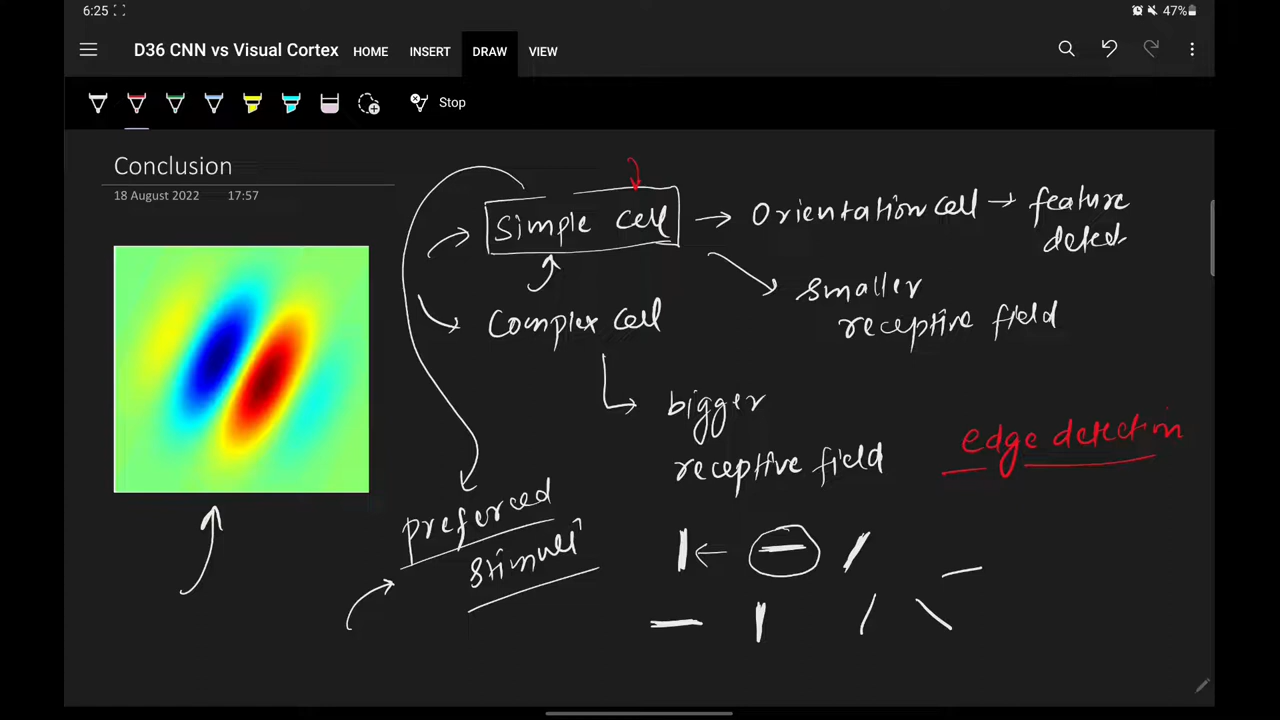 6:25
47%
D36 CNN vs Visual Cortex
HOME
INSERT
DRAW
VIEW
Stop
Conclusion
18 August 2022 17:57
Simple cell
Orientation cell
feature
detect
smaller
receptive field
Complex cell
bigger
receptive field
edge detection
preferred
stimuli